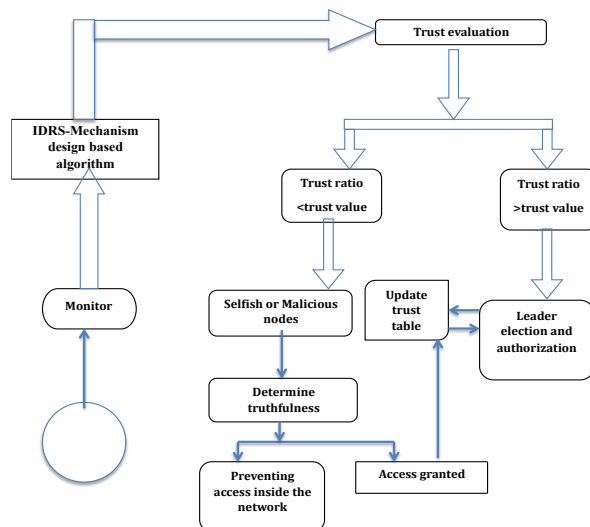 Trust evaluation
IDRS-Mechanism
design based
algorithm
Trust ratio
<trust value
Trust ratio
>trust value
Monitor
Selfish or Malicious
nodes
Update
trust
table
Leader
election and
authorization
Determine
truthfulness
Preventing
access inside the
network
Access granted